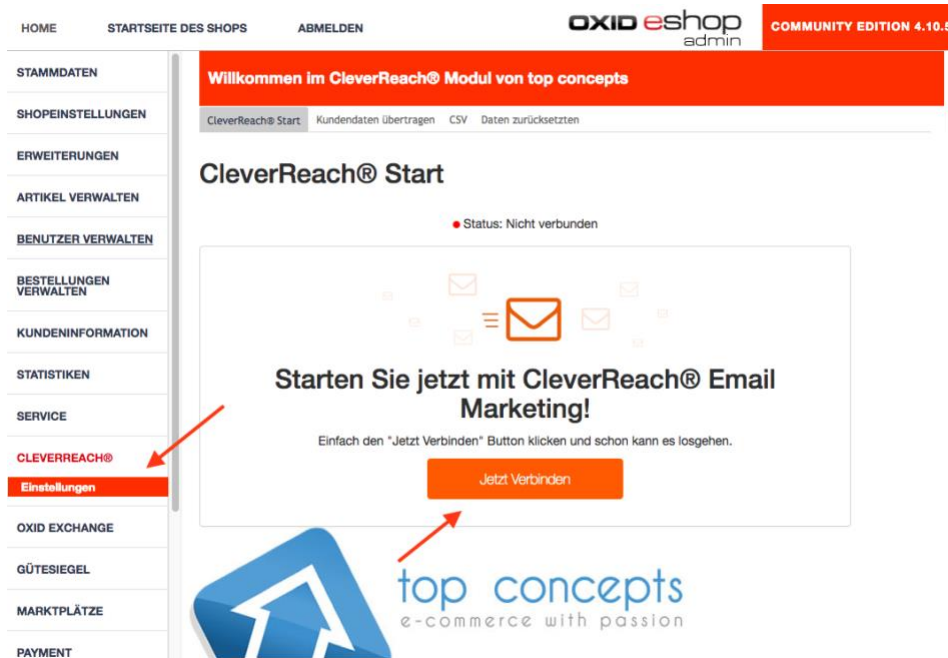 HOME
STARTSEITE DES SHOPS
ABMELDEN
OXID eshop
admin
COMMUNITY EDITION 4.10.5
STAMMDATEN
SHOPEINSTELLUNGEN
ERWEITERUNGEN
ARTIKEL VERWALTEN
BENUTZER VERWALTEN
BESTELLUNGEN
VERWALTEN
KUNDENINFORMATION
STATISTIKEN
SERVICE
CLEVERREACH®
Einstellungen
OXID EXCHANGE
GÜTESIEGEL
MARKTPLÄTZE
PAYMENT
Willkommen im CleverReach® Modul von top concepts
CleverReach® Start Kundendaten übertragen CSV Daten zurücksetzten
CleverReach® Start
Status: Nicht verbunden
Starten Sie jetzt mit CleverReach® Email
Marketing!
Einfach den "Jetzt Verbinden" Button klicken und schon kann es losgehen.
Jetzt Verbinden
top concepts
e-commerce with passion